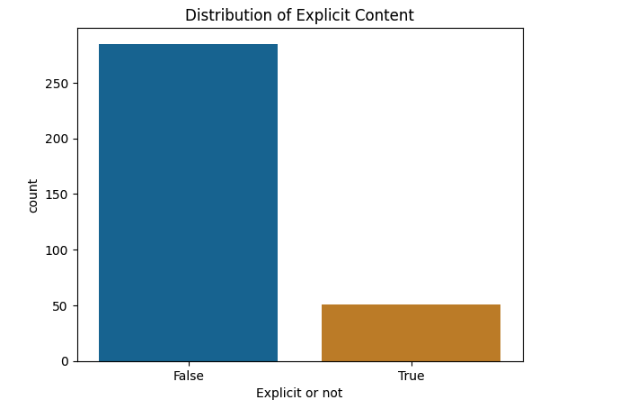 Distribution of Explicit Content
250
200
150
100
50
0
count
False
True
Explicit or not